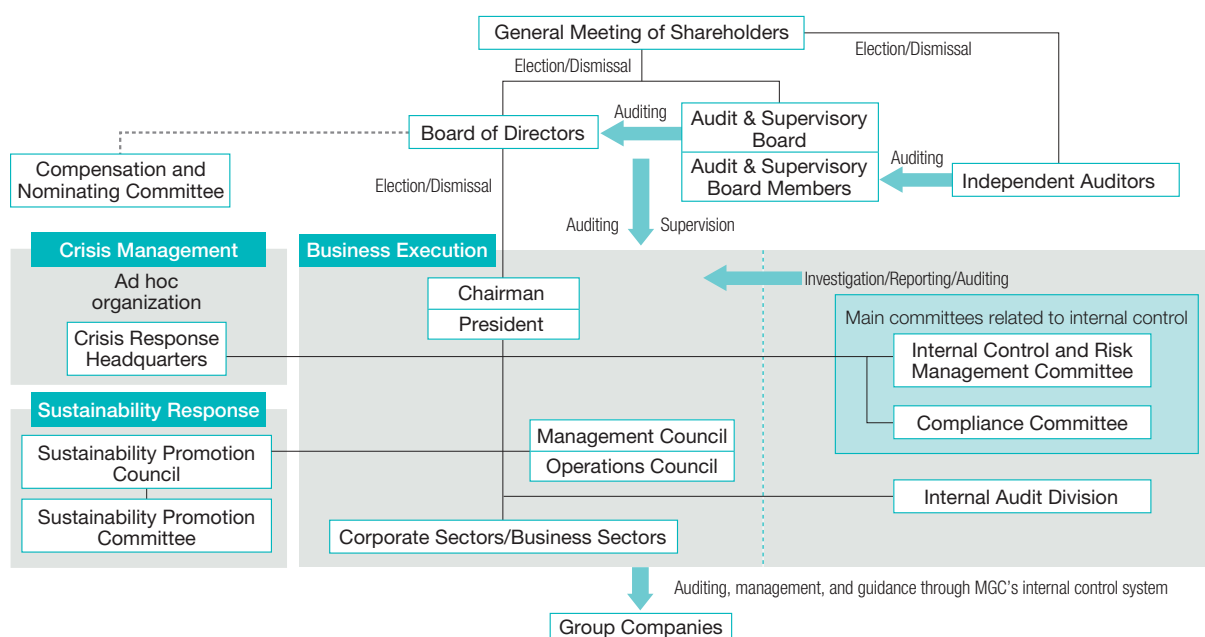 General Meeting of Shareholders
Election/Dismissal
Election/Dismissal
Board of Directors
Auditing
Audit & Supervisory
Board
Audit & Supervisory
Board Members
Auditing
Independent Auditors
Compensation and
Nominating Committee
Election/Dismissal
Auditing
Supervision
Crisis Management
Ad hoc
organization
Crisis Response
Headquarters
Business Execution
Chairman
President
Investigation/Reporting/Auditing
Main committees related to internal control
Internal Control and Risk
Management Committee
Compliance Committee
Sustainability Response
Sustainability Promotion
Council
Sustainability Promotion
Committee
Management Council
Operations Council
Internal Audit Division
Corporate Sectors/Business Sectors
Auditing, management, and guidance through MGC's internal control system
Group Companies